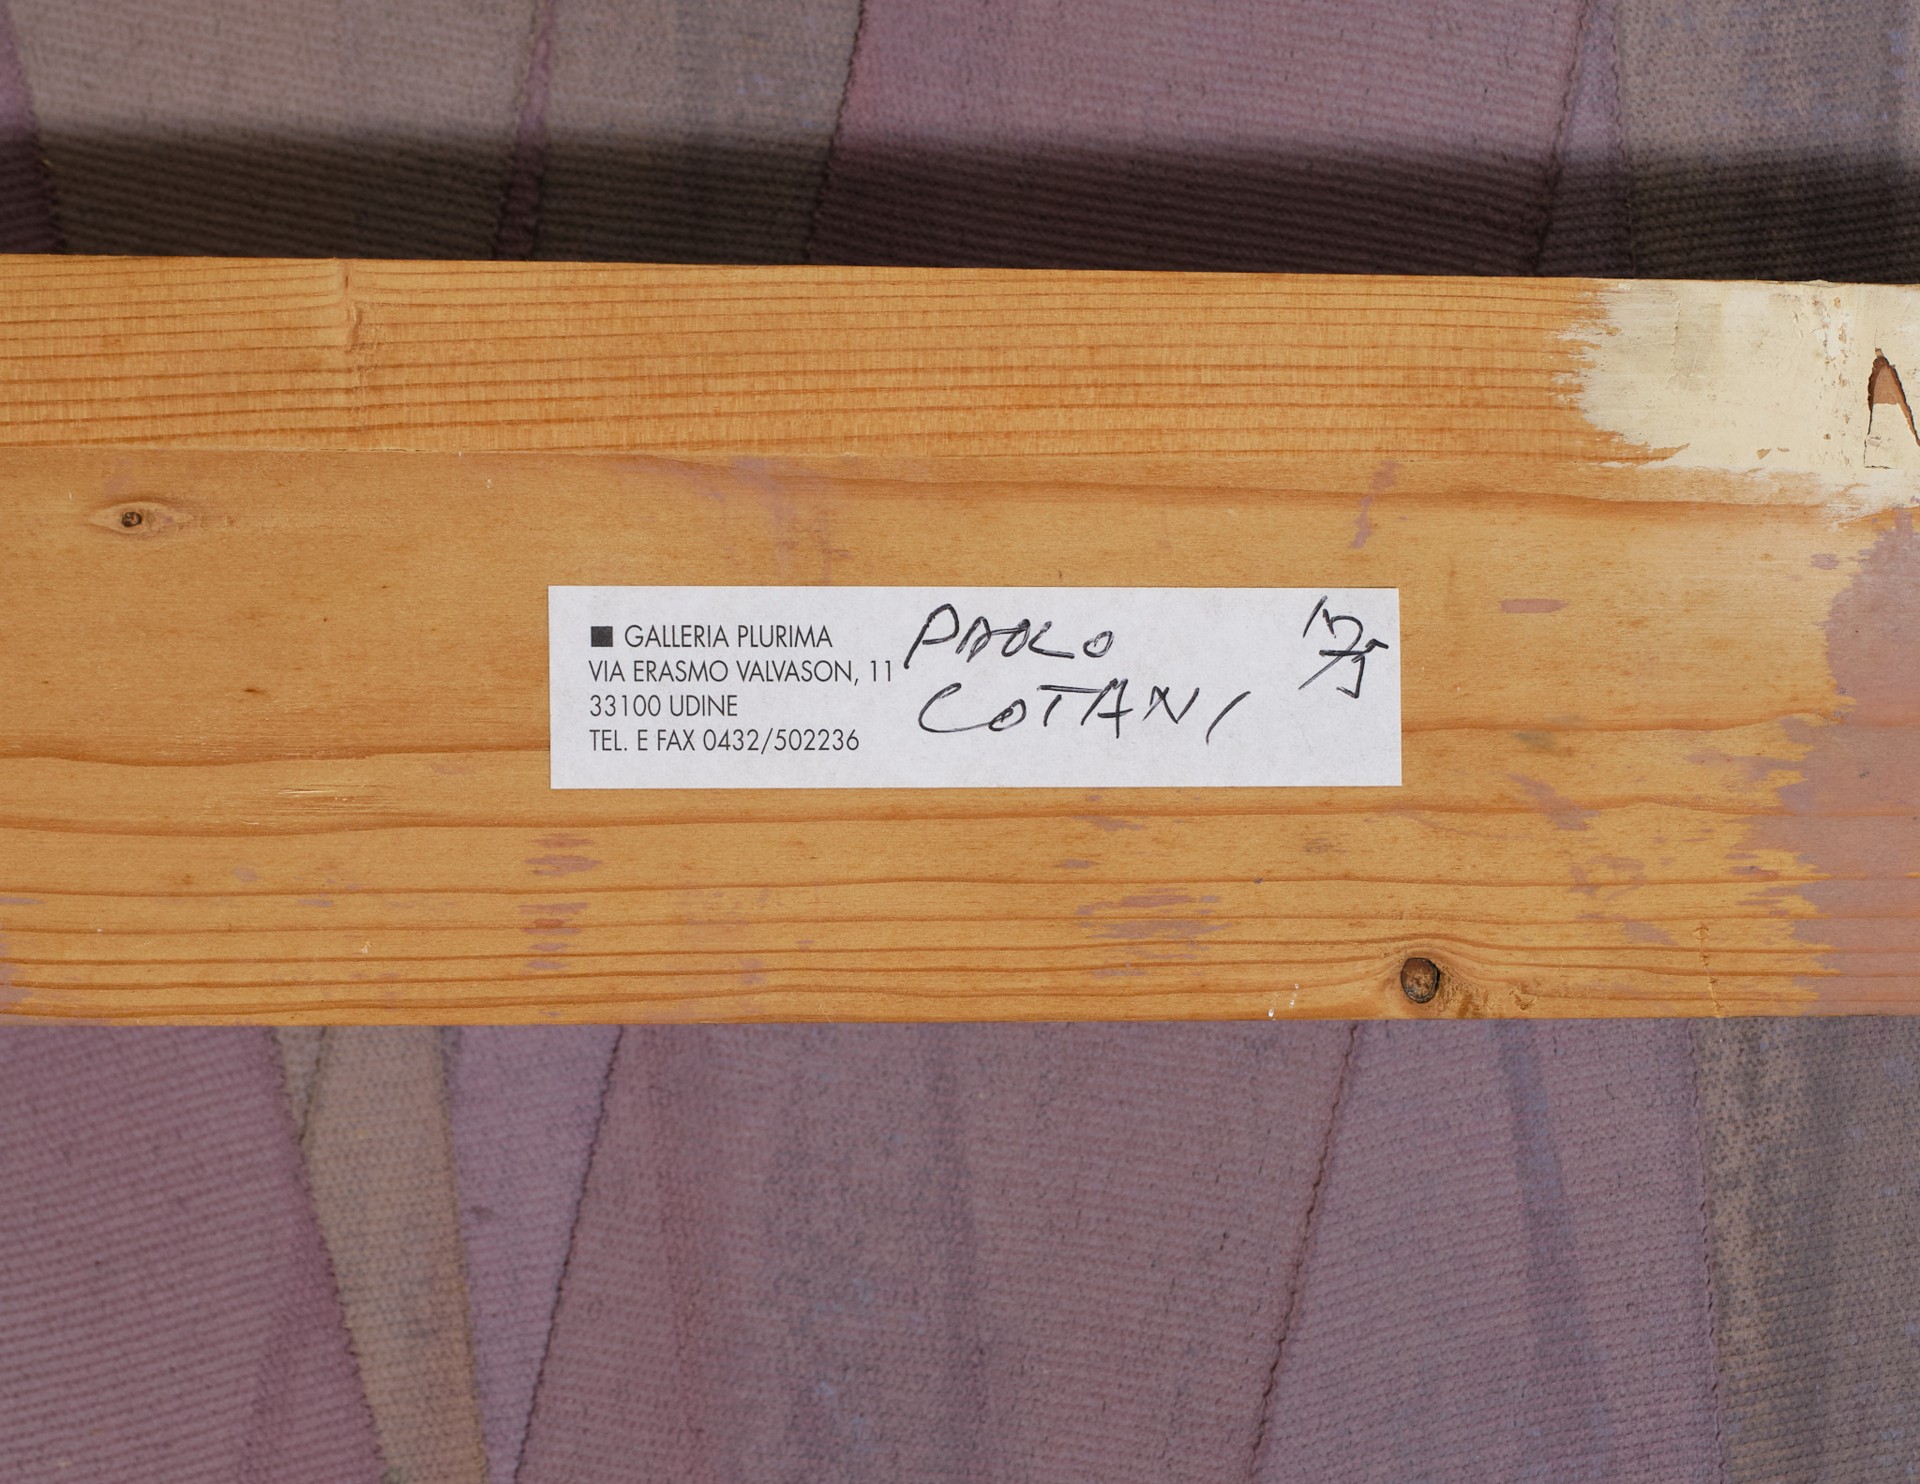 ■ GALLERIA PLURIMA
VIA ERASMO VALVASON, 11
33100 UDINE
TEL. E FAX 0432/502236
PAOLO
COTANI